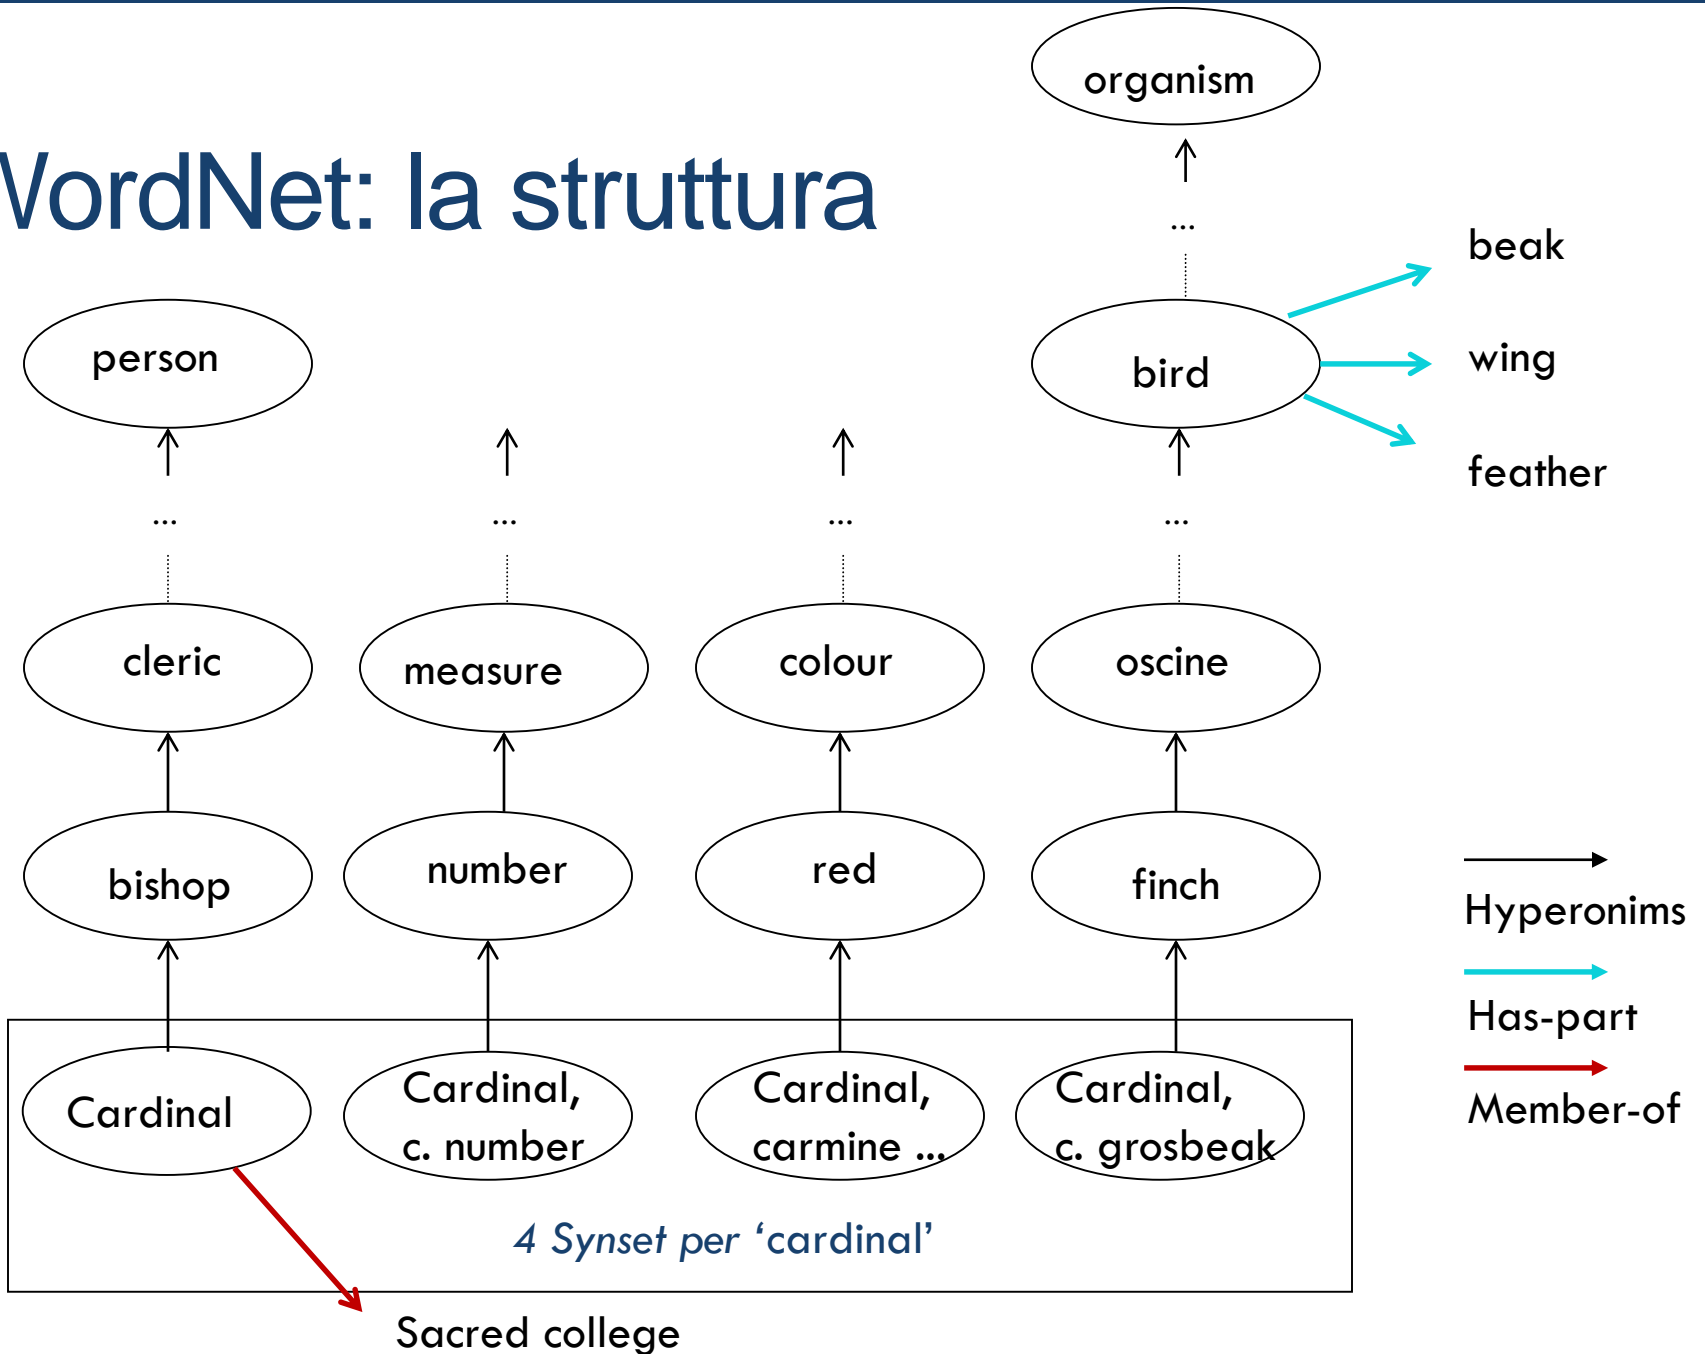 organism
WordNet: la struttura
...
beak
person
wing
bird
feather
...
...
...
...
cleric
measure
colour
oscine
bishop
number
red
finch
Hyperonims
Has-part
Cardinal
Cardinal,
c. number
Cardinal,
carmine ...
Cardinal,
c. grosbeak
Member-of
4 Synset per ‘cardinal’
Sacred college